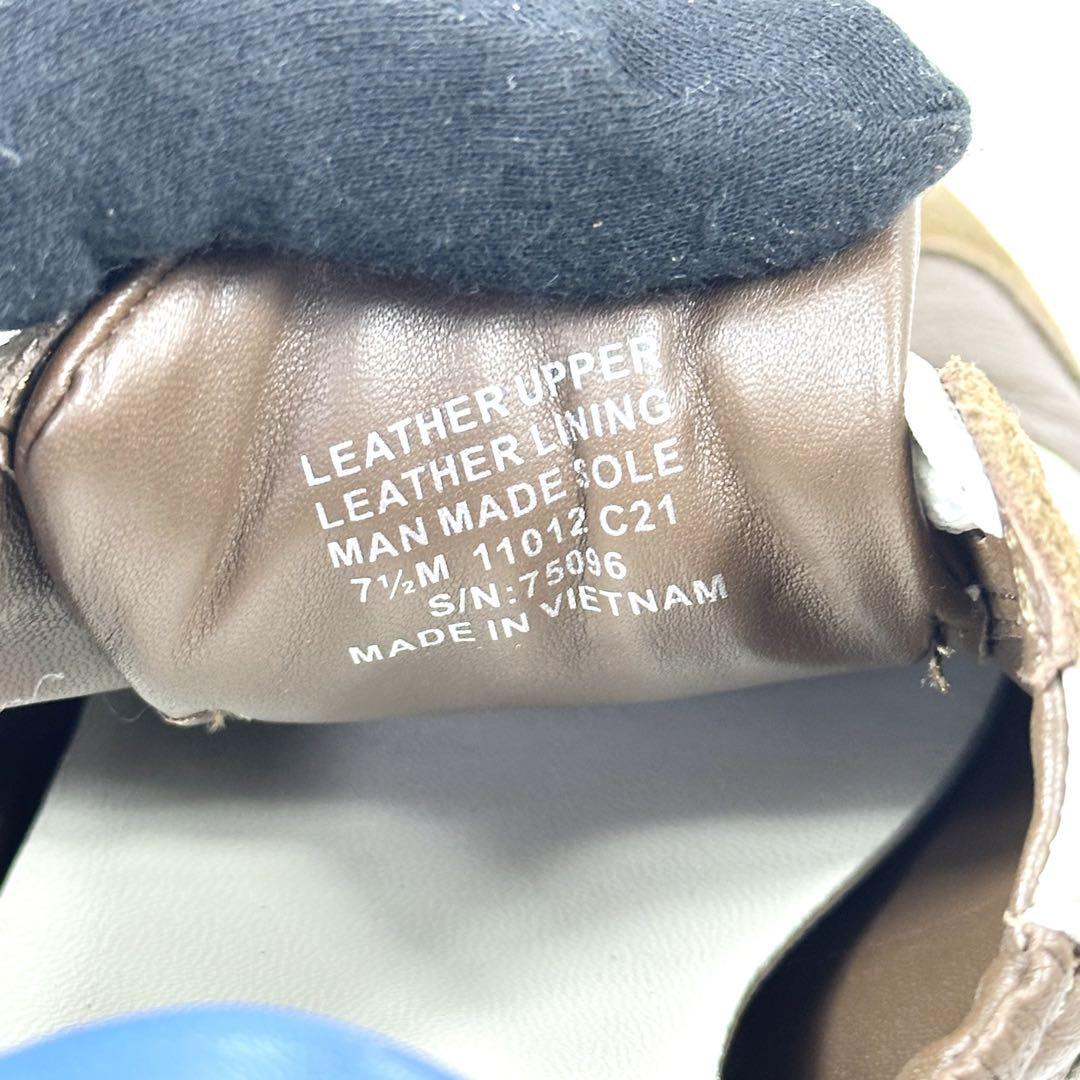 LEATHER UPPER
LEATHER LINING
MAN MADE SOLE
7½M 11012 C21
S/N:75096
MADE IN VIETNAM